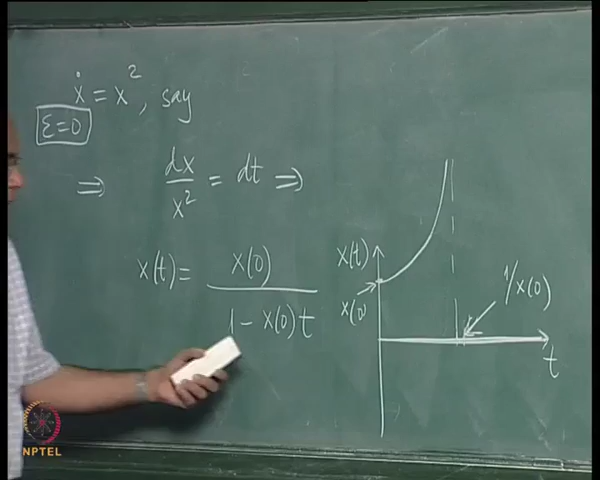 ẋ = x², say
ε=0
⇒ dx/x² = dt ⇒
x(t) = x(0)/(1 − x(0)t)
x(t)
x(0)
1/x(0)
t
NPTEL